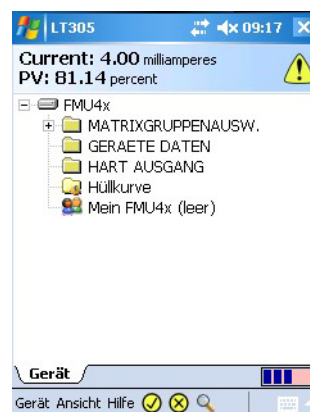 LT305 09:17
Current: 4.00 milliamperes
PV: 81.14 percent
FMU4x
MATRIXGRUPPENAUSW.
GERAETE DATEN
HART AUSGANG
Hüllkurve
Mein FMU4x (leer)
Gerät
Gerät Ansicht Hilfe